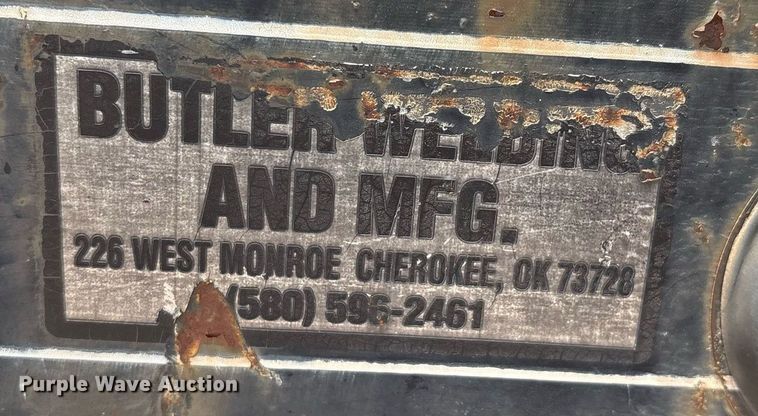 BUTLER WELDING
AND MFG.
226 WEST MONROE CHEROKEE, OK 73728
(580) 596-2461
Purple Wave Auction